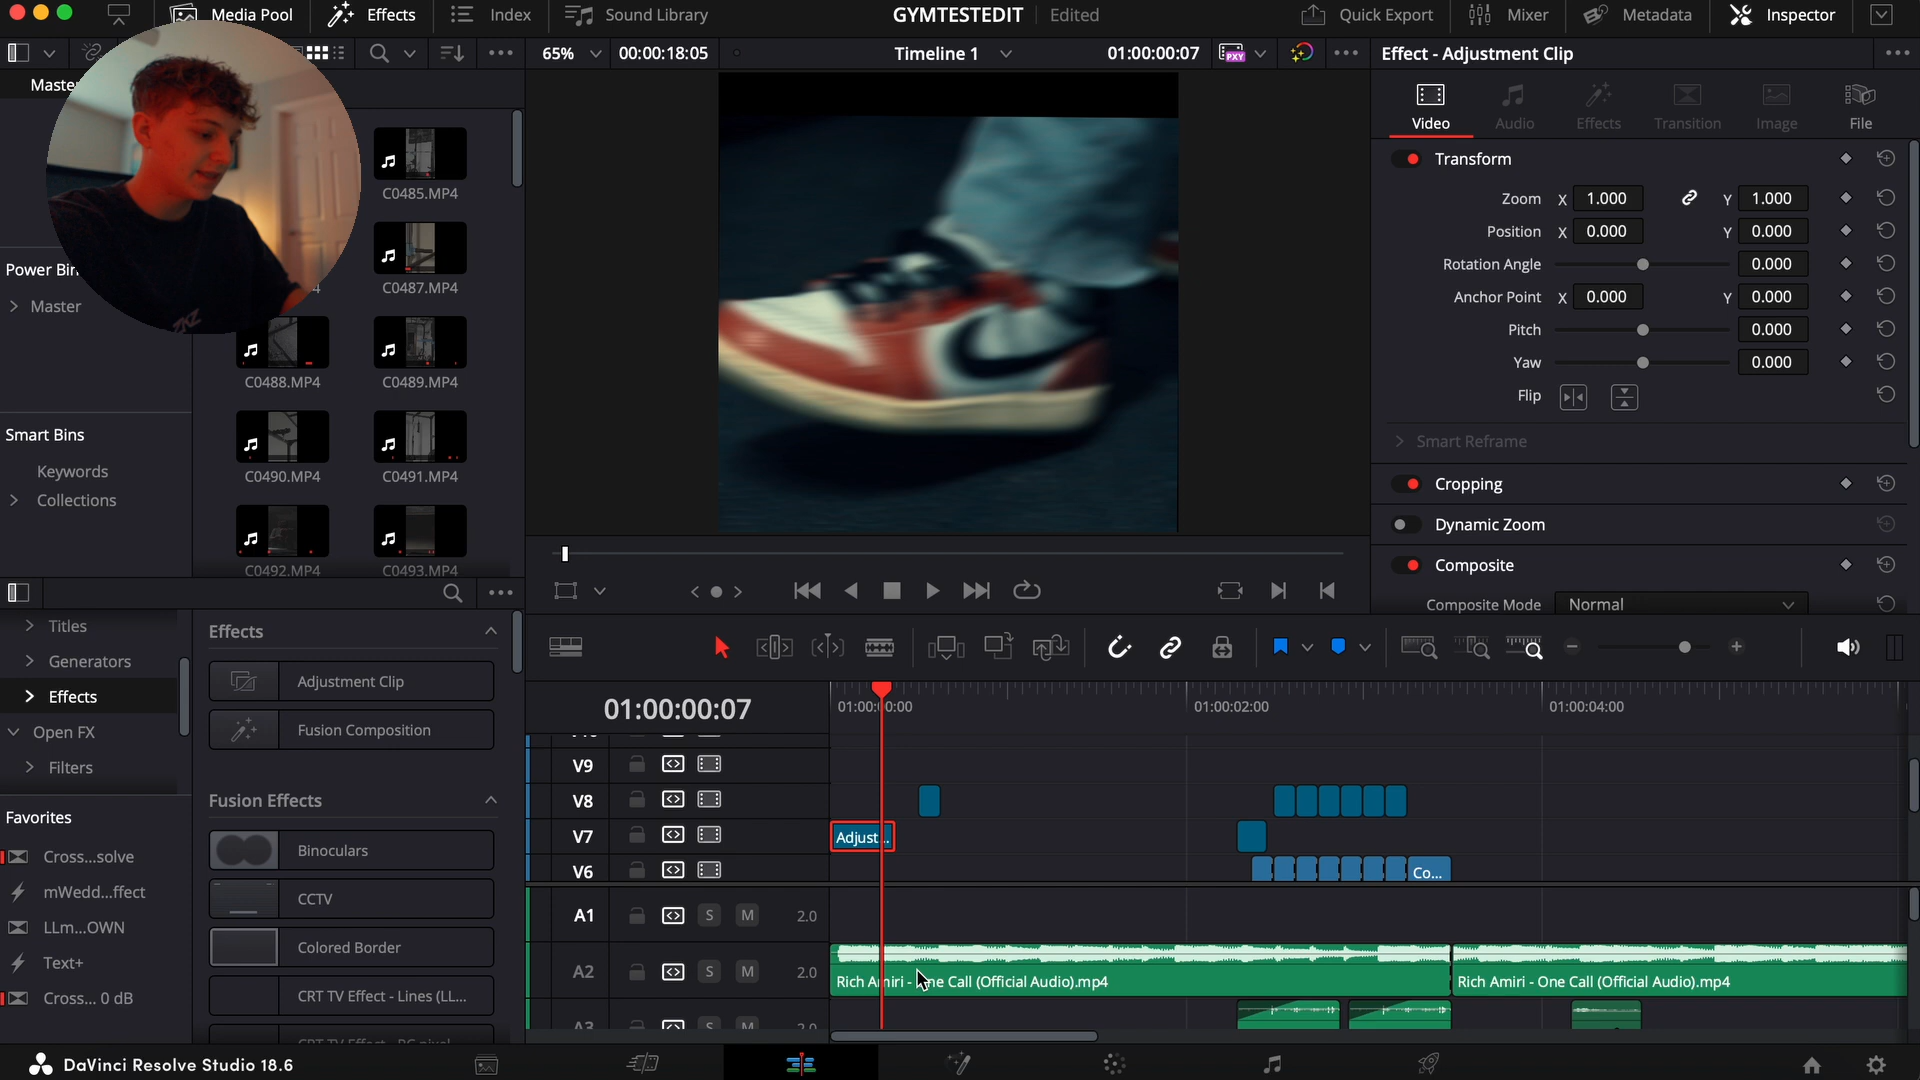 Media Pool
Effects
Index
Sound Library
GYMTESTEDIT
Edited
Quick Export
Mixer
Metadata
Inspector
65%
00:00:18:05
Timeline 1
01:00:00:07
PXY
Effect - Adjustment Clip
Video
Audio
Effects
Transition
Image
File
Transform
Zoom X 1.000 Y 1.000
Position X 0.000 Y 0.000
Rotation Angle 0.000
Anchor Point X 0.000 Y 0.000
Pitch 0.000
Yaw 0.000
Flip
Smart Reframe
Cropping
Dynamic Zoom
Composite
Composite Mode Normal
C0485.MP4
C0487.MP4
C0488.MP4
C0489.MP4
C0490.MP4
C0491.MP4
C0492.MP4
C0493.MP4
Master
Smart Bins
Keywords
Collections
Titles
Generators
Effects
Open FX
Filters
Favorites
Cross...solve
mWedd...ffect
LLm...OWN
Text+
Cross... 0 dB
Effects
Adjustment Clip
Fusion Composition
Fusion Effects
Binoculars
CCTV
Colored Border
CRT TV Effect - Lines (LL...
01:00:00:07
01:00:00:00
01:00:02:00
01:00:04:00
V9
V8
V7
Adjust...
V6
Co...
A1 S M 2.0
A2 S M 2.0
Rich Amiri - One Call (Official Audio).mp4
Rich Amiri - One Call (Official Audio).mp4
A3 S M 2.0
DaVinci Resolve Studio 18.6